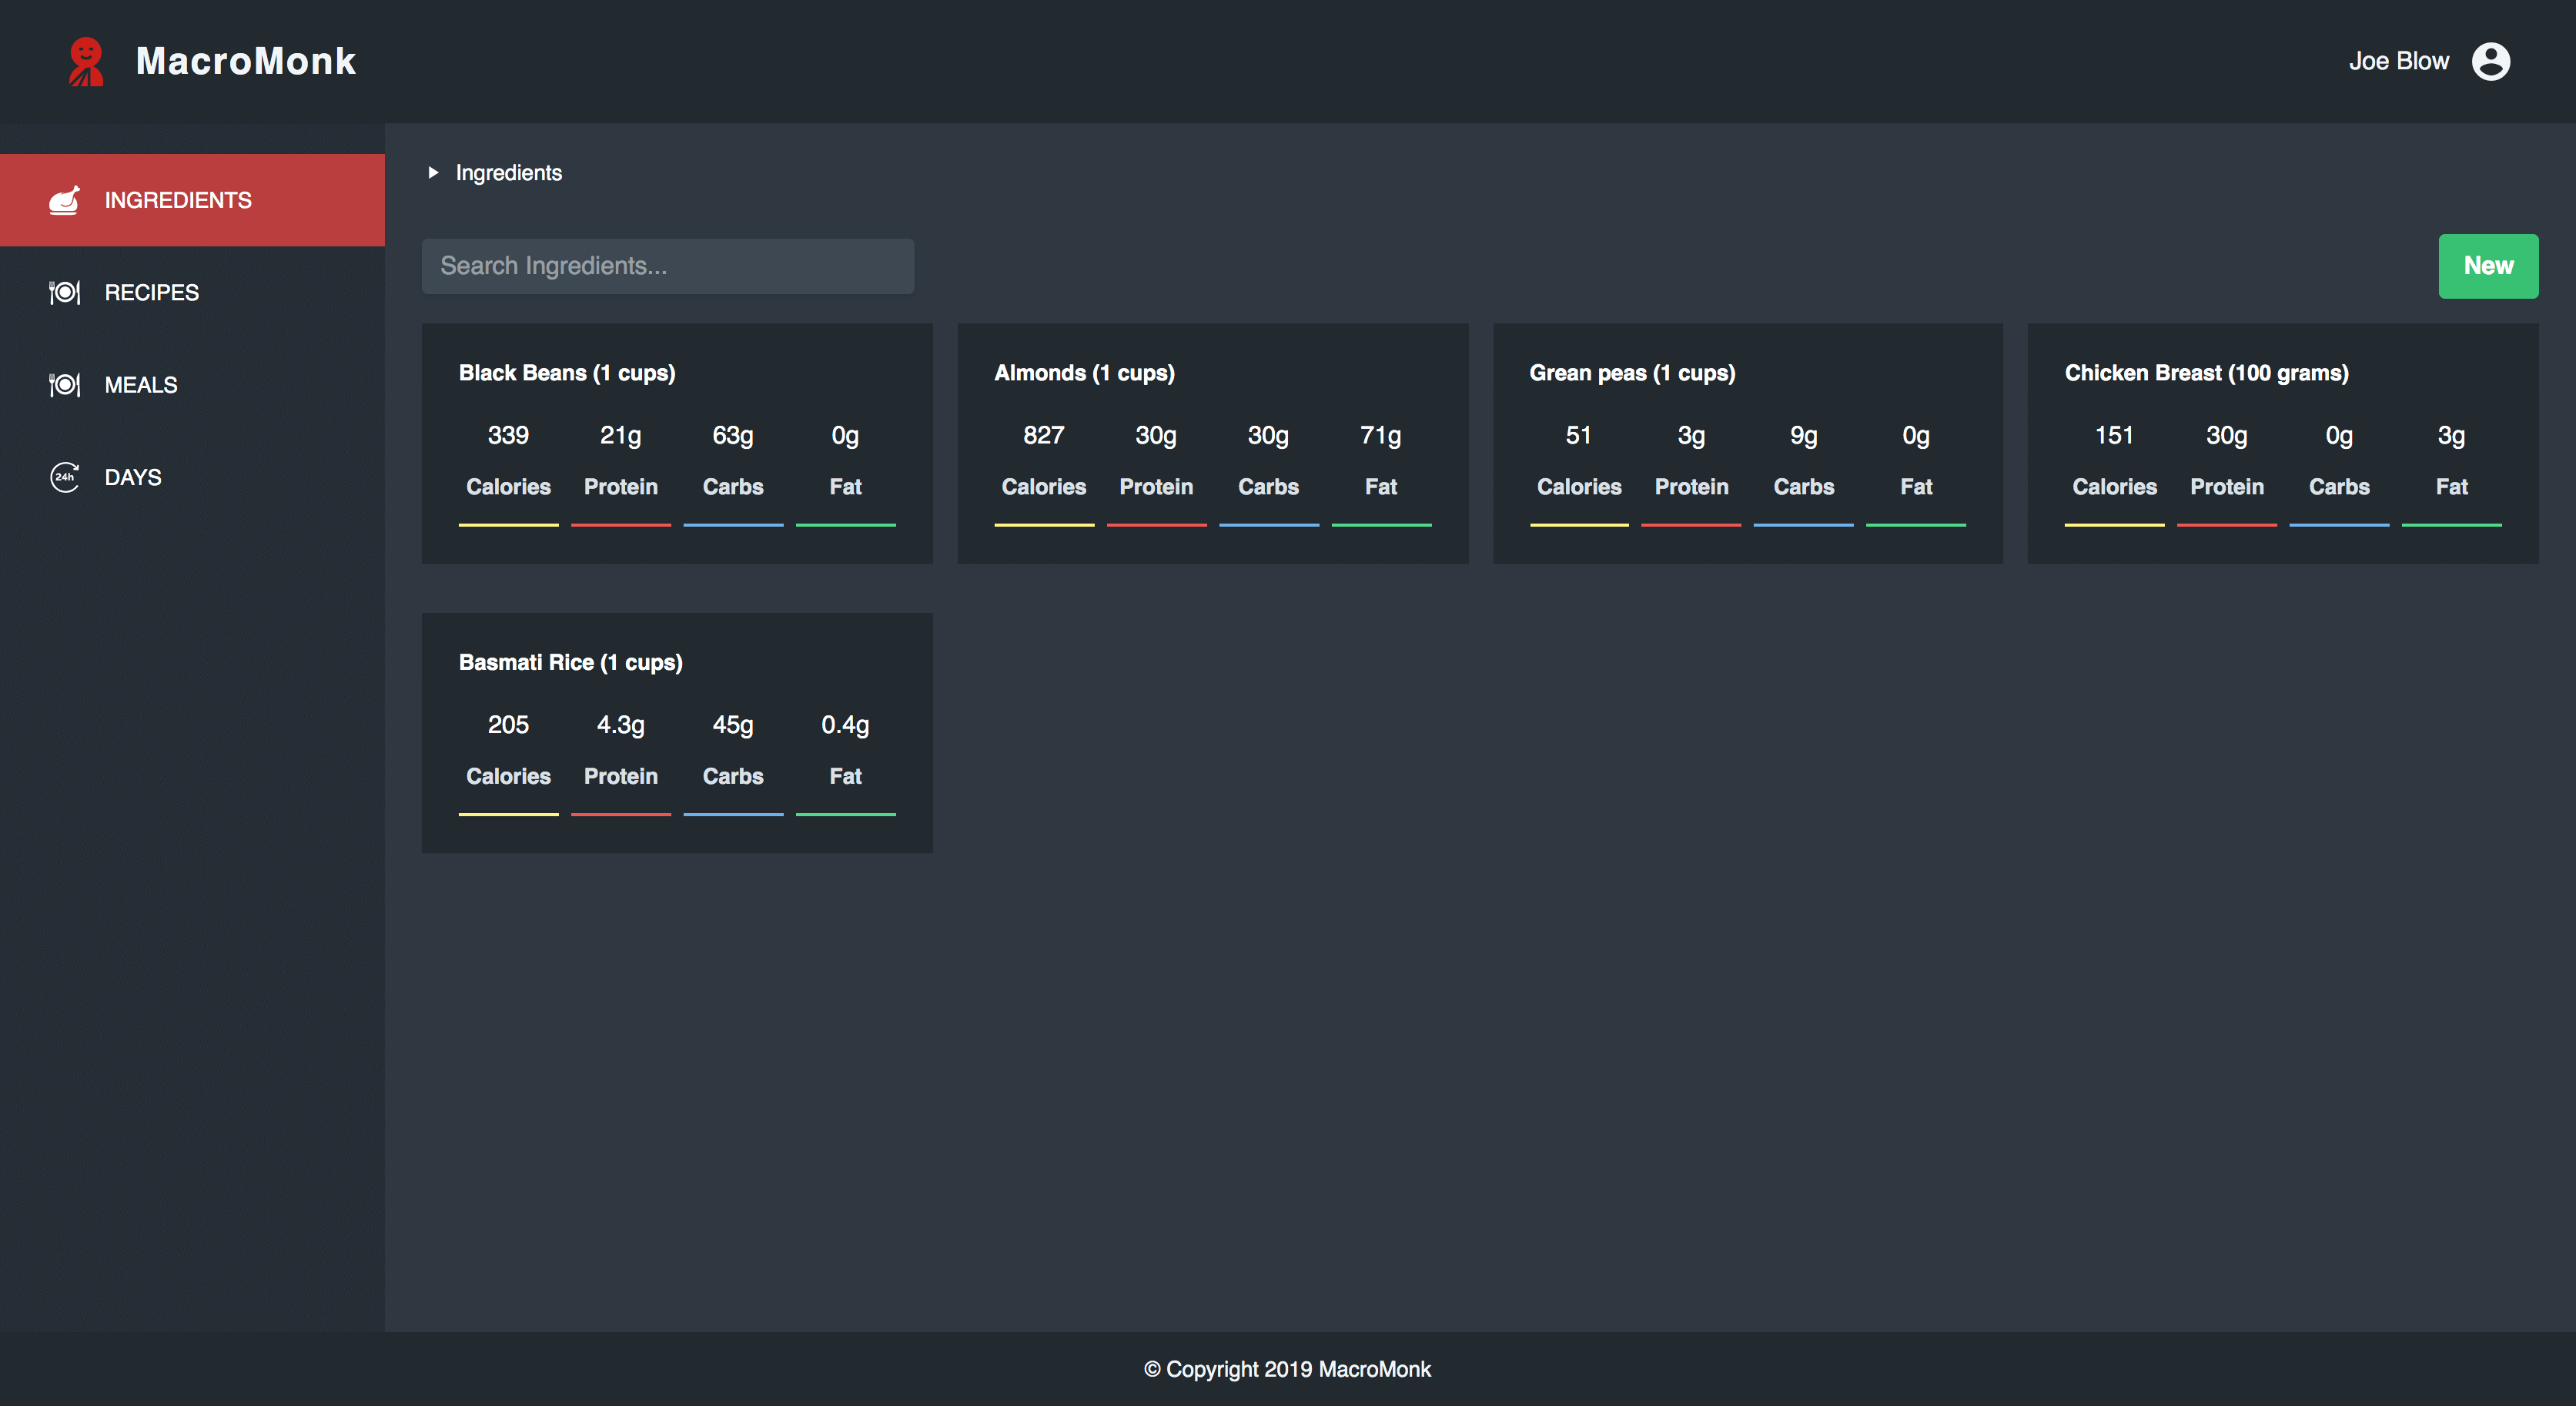 MacroMonk
Joe Blow
INGREDIENTS
RECIPES
MEALS
24h DAYS
Ingredients
Search Ingredients...
New
Black Beans (1 cups)
339 21g 63g 0g
Calories Protein Carbs Fat
Almonds (1 cups)
827 30g 30g 71g
Calories Protein Carbs Fat
Grean peas (1 cups)
51 3g 9g 0g
Calories Protein Carbs Fat
Chicken Breast (100 grams)
151 30g 0g 3g
Calories Protein Carbs Fat
Basmati Rice (1 cups)
205 4.3g 45g 0.4g
Calories Protein Carbs Fat
© Copyright 2019 MacroMonk